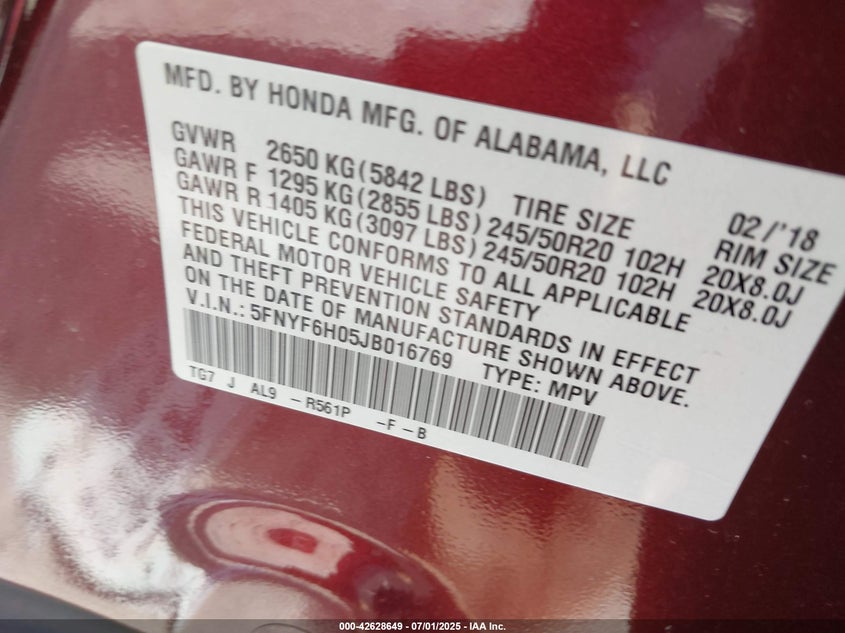 MFD. BY HONDA MFG. OF ALABAMA, LLC
GVWR 2650 KG(5842 LBS) TIRE SIZE 02/'18 RIM SIZE
GAWR F 1295 KG(2855 LBS) 245/50R20 102H 20X8.0J
GAWR R 1405 KG(3097 LBS) 245/50R20 102H 20X8.0J
THIS VEHICLE CONFORMS TO ALL APPLICABLE
FEDERAL MOTOR VEHICLE SAFETY
AND THEFT PREVENTION STANDARDS IN EFFECT
ON THE DATE OF MANUFACTURE SHOWN ABOVE.
V.I.N.: 5FNYF6H05JB016769 TYPE: MPV
TG7 J AL9 - R561P - F - B
000-42628649 - 07/01/2025 - IAA Inc.